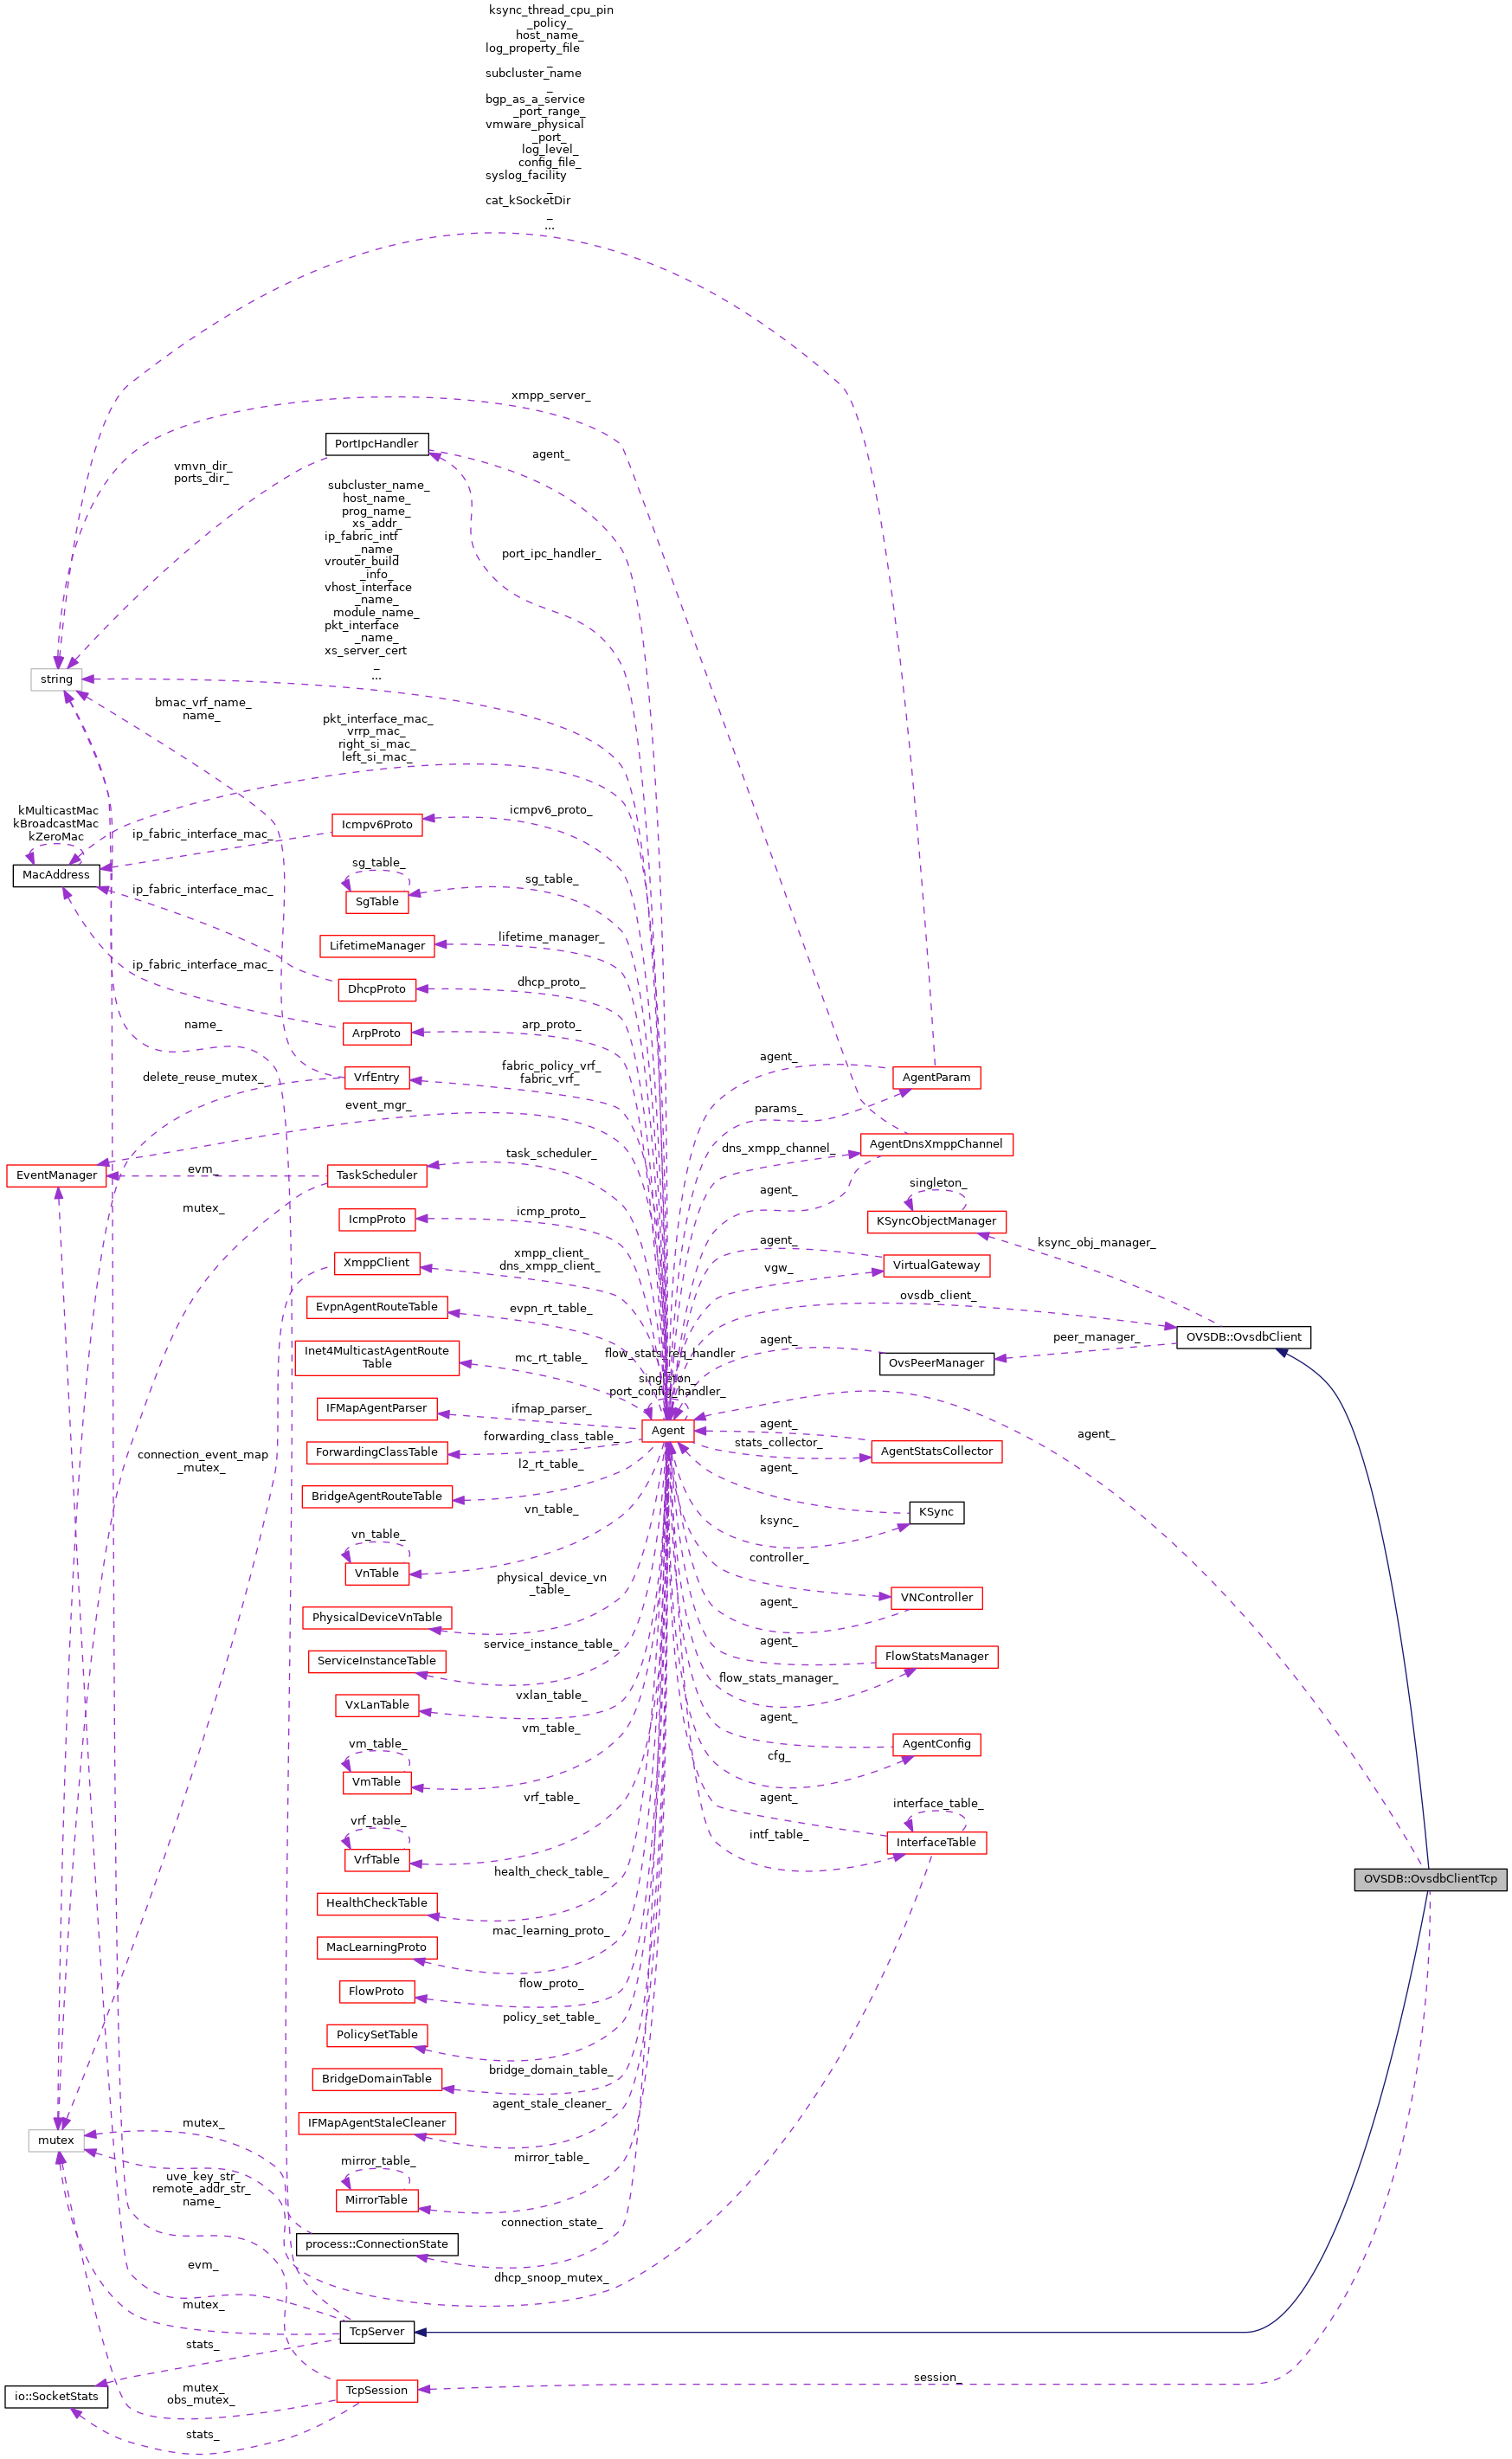 ksync_thread_cpu_pin
_policy_
host_name_
log_property_file
_
subcluster_name
_
bgp_as_a_service
_port_range_
vmware_physical
_port_
log_level_
config_file_
syslog_facility
_
cat_kSocketDir
_
...
xmpp_server_
PortIpcHandler
agent_
vmvn_dir_
ports_dir_
subcluster_name_
host_name_
prog_name_
xs_addr_
ip_fabric_intf
_name_
vrouter_build
_info_
vhost_interface
_name_
module_name_
pkt_interface
_name_
xs_server_cert
_
...
port_ipc_handler_
string
bmac_vrf_name_
name_
pkt_interface_mac_
vrrp_mac_
right_si_mac_
left_si_mac_
kMulticastMac
kBroadcastMac
kZeroMac
MacAddress
ip_fabric_interface_mac_
Icmpv6Proto
icmpv6_proto_
sg_table_
SgTable
sg_table_
ip_fabric_interface_mac_
LifetimeManager
lifetime_manager_
ip_fabric_interface_mac_
DhcpProto
dhcp_proto_
name_
ArpProto
arp_proto_
delete_reuse_mutex_
VrfEntry
fabric_policy_vrf_
fabric_vrf_
agent_
AgentParam
event_mgr_
params_
EventManager
evm_
TaskScheduler
task_scheduler_
dns_xmpp_channel_
AgentDnsXmppChannel
mutex_
IcmpProto
icmp_proto_
agent_
singleton_
KSyncObjectManager
ksync_obj_manager_
XmppClient
xmpp_client_
dns_xmpp_client_
agent_
vgw_
VirtualGateway
EvpnAgentRouteTable
evpn_rt_table_
ovsdb_client_
OVSDB::OvsdbClient
peer_manager_
Inet4MulticastAgentRoute
Table
mc_rt_table_
flow_stats_req_handler
_
singleton_
port_config_handler_
agent_
OvsPeerManager
IFMapAgentParser
ifmap_parser_
Agent
agent_
agent_
ForwardingClassTable
forwarding_class_table_
stats_collector_
AgentStatsCollector
connection_event_map
_mutex_
BridgeAgentRouteTable
l2_rt_table_
agent_
KSync
ksync_
vn_table_
VnTable
vn_table_
controller_
VNController
agent_
PhysicalDeviceVnTable
physical_device_vn
_table_
ServiceInstanceTable
service_instance_table_
agent_
FlowStatsManager
flow_stats_manager_
VxLanTable
vxlan_table_
agent_
AgentConfig
cfg_
vm_table_
VmTable
vm_table_
agent_
interface_table_
InterfaceTable
intf_table_
vrf_table_
VrfTable
vrf_table_
OVSDB::OvsdbClientTcp
HealthCheckTable
health_check_table_
MacLearningProto
mac_learning_proto_
FlowProto
flow_proto_
PolicySetTable
policy_set_table_
BridgeDomainTable
bridge_domain_table_
IFMapAgentStaleCleaner
agent_stale_cleaner_
mutex
mutex_
mirror_table_
MirrorTable
mirror_table_
uve_key_str_
remote_addr_str_
name_
process::ConnectionState
connection_state_
evm_
dhcp_snoop_mutex_
mutex_
TcpServer
stats_
io::SocketStats
mutex_
obs_mutex_
TcpSession
session_
stats_